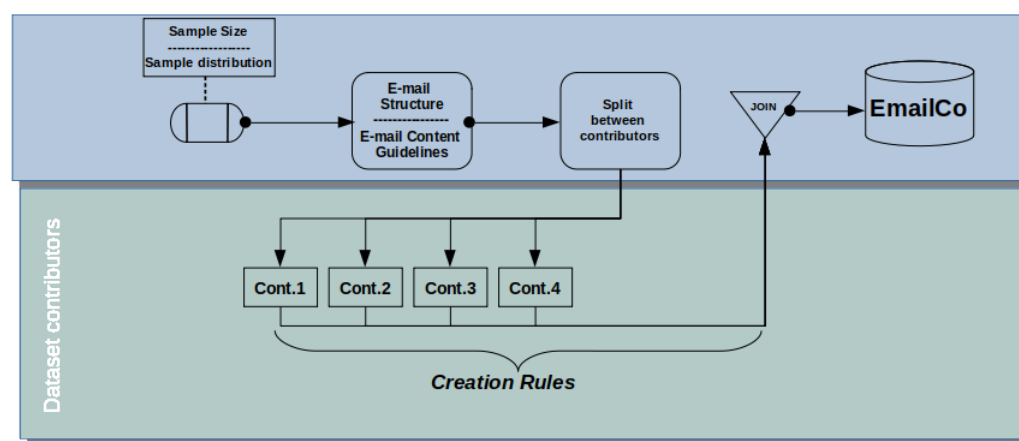 Sample Size
------------------
Sample distribution
E-mail
Structure
----------------
E-mail Content
Guidelines
Split
between
contributors
JOIN
EmailCo
Dataset contributors
Cont.1
Cont.2
Cont.3
Cont.4
Creation Rules